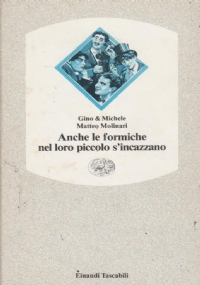 Gino & Michele
Matteo Molinari
Anche le formiche
nel loro piccolo s'incazzano
Einaudi Tascabili